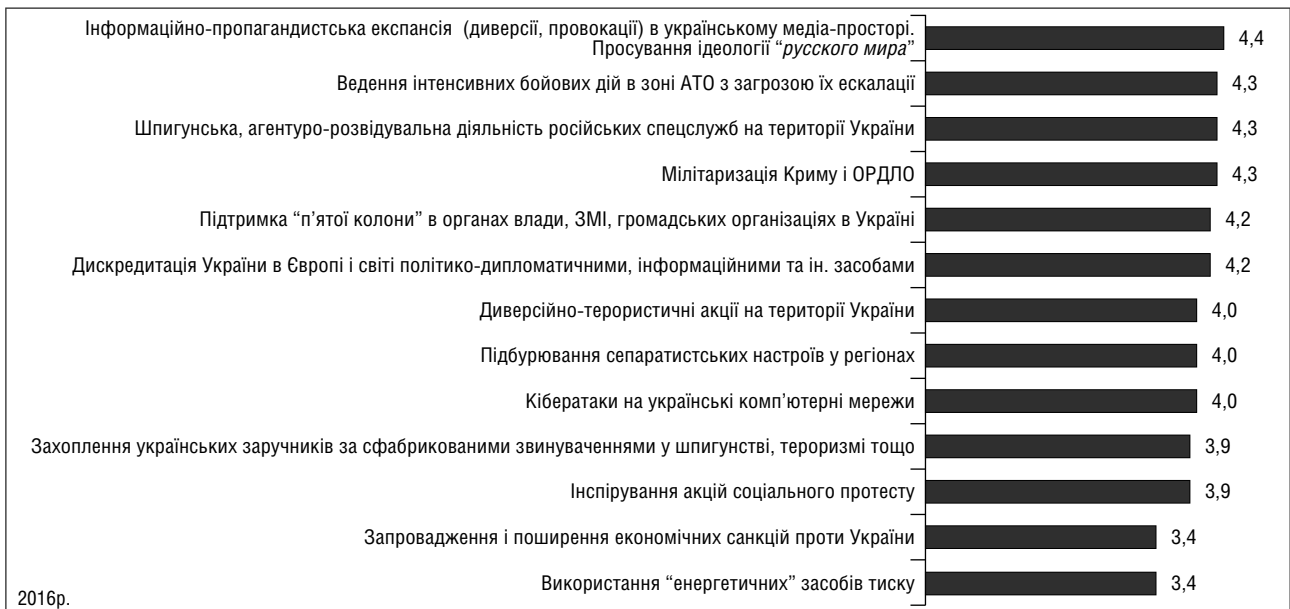 Інформаційно-пропагандистська експансія (диверсії, провокації) в українському медіа-просторі.
Просування ідеології “русского мира”
4,4
Ведення інтенсивних бойових дій в зоні АТО з загрозою їх ескалації
4,3
Шпигунська, агентуро-розвідувальна діяльність російських спецслужб на території України
4,3
Мілітаризація Криму і ОРДЛО
4,3
Підтримка “п’ятої колони” в органах влади, ЗМІ, громадських організаціях в Україні
4,2
Дискредитація України в Європі і світі політико-дипломатичними, інформаційними та ін. засобами
4,2
Диверсійно-терористичні акції на території України
4,0
Підбурювання сепаратистських настроїв у регіонах
4,0
Кібератаки на українські комп’ютерні мережи
4,0
Захоплення українських заручників за сфабрикованими звинуваченнями у шпигунстві, тероризмі тощо
3,9
Інспірування акцій соціального протесту
3,9
Запровадження і поширення економічних санкцій проти України
3,4
Використання “енергетичних” засобів тиску
3,4
2016р.